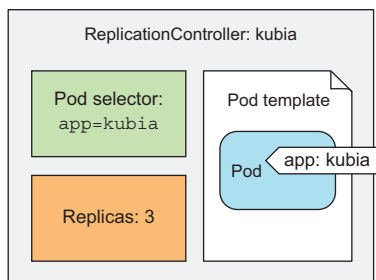 ReplicationController: kubia
Pod selector:
app=kubia
Replicas: 3
Pod template
Pod
app: kubia